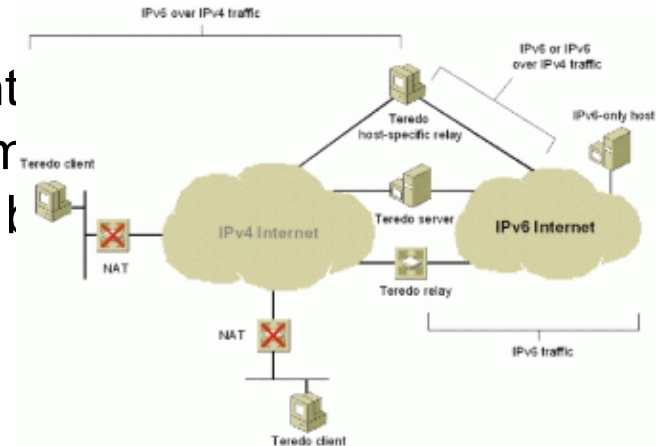 IPv6 over IPv4 traffic
IPv6 or IPv6
over IPv4 traffic
Teredo
host-specific relay
IPv6-only host
Teredo client
IPv4 Internet
Teredo server
IPv6 Internet
NAT
Teredo relay
NAT
IPv6 traffic
Teredo client